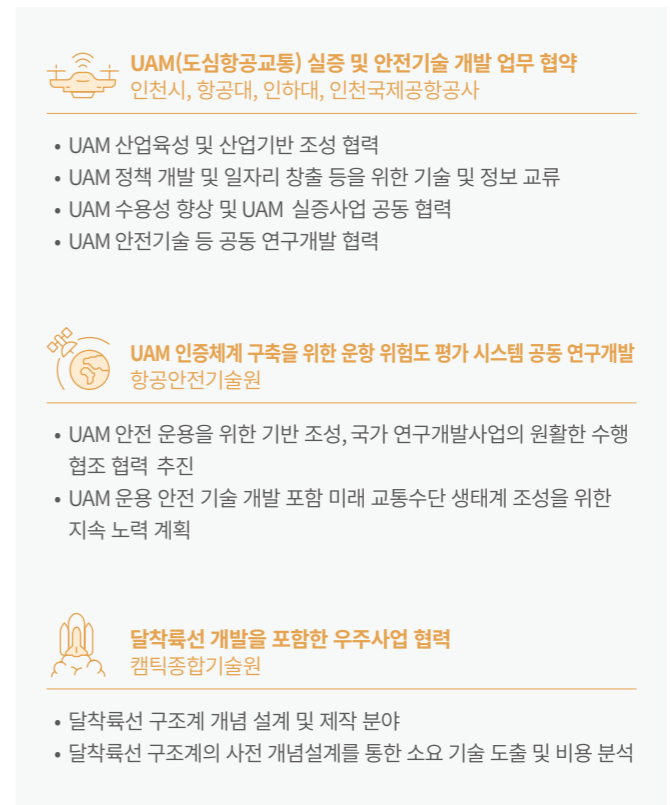 UAM(도심항공교통) 실증 및 안전기술 개발 업무 협약
인천시, 항공대, 인하대, 인천국제공항공사
• UAM 산업육성 및 산업기반 조성 협력
• UAM 정책 개발 및 일자리 창출 등을 위한 기술 및 정보 교류
• UAM 수용성 향상 및 UAM 실증사업 공동 협력
• UAM 안전기술 등 공동 연구개발 협력
UAM 인증체계 구축을 위한 운항 위험도 평가 시스템 공동 연구개발
항공안전기술원
• UAM 안전 운용을 위한 기반 조성, 국가 연구개발사업의 원활한 수행
협조 협력 추진
• UAM 운용 안전 기술 개발 포함 미래 교통수단 생태계 조성을 위한
지속 노력 계획
달착륙선 개발을 포함한 우주사업 협력
캠틱종합기술원
• 달착륙선 구조계 개념 설계 및 제작 분야
• 달착륙선 구조계의 사전 개념설계를 통한 소요 기술 도출 및 비용 분석